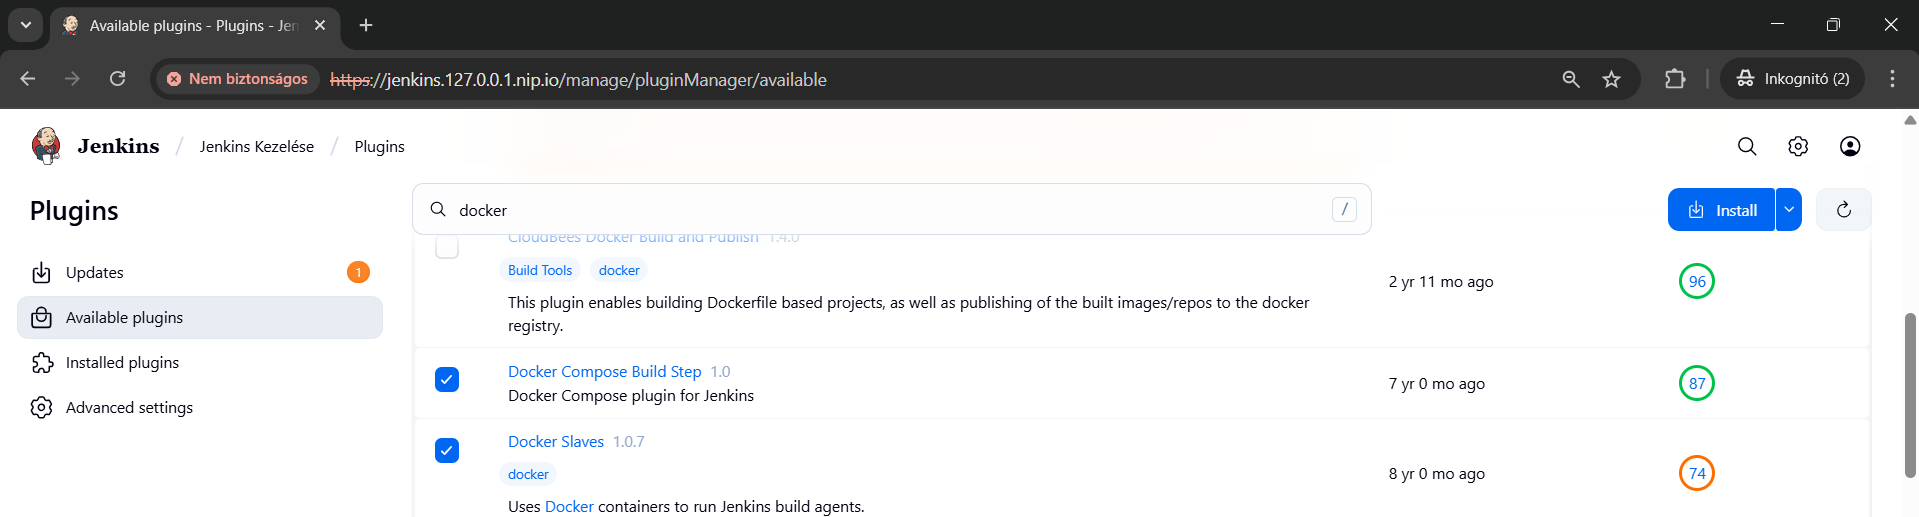 Available plugins - Plugins - Jen
Nem biztonságos https://jenkins.127.0.0.1.nip.io/manage/pluginManager/available
Inkognitó (2)
Jenkins / Jenkins Kezelése / Plugins
Plugins
docker
/
Install
Updates
1
Available plugins
Installed plugins
Advanced settings
CloudBees Docker Build and Publish 1.4.0
Build Tools docker
This plugin enables building Dockerfile based projects, as well as publishing of the built images/repos to the docker
registry.
2 yr 11 mo ago
96
Docker Compose Build Step 1.0
Docker Compose plugin for Jenkins
7 yr 0 mo ago
87
Docker Slaves 1.0.7
docker
Uses Docker containers to run Jenkins build agents.
8 yr 0 mo ago
74